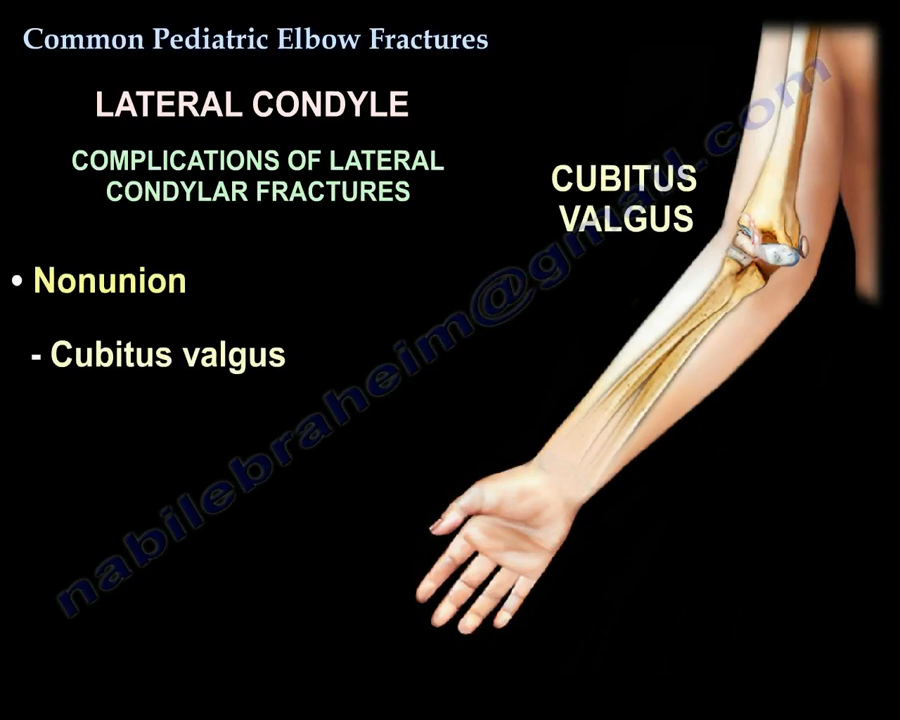 Common Pediatric Elbow Fractures
LATERAL CONDYLE
COMPLICATIONS OF LATERAL
CONDYLAR FRACTURES
CUBITUS
VALGUS
• Nonunion
- Cubitus valgus
nabilebraheim@gmail.com